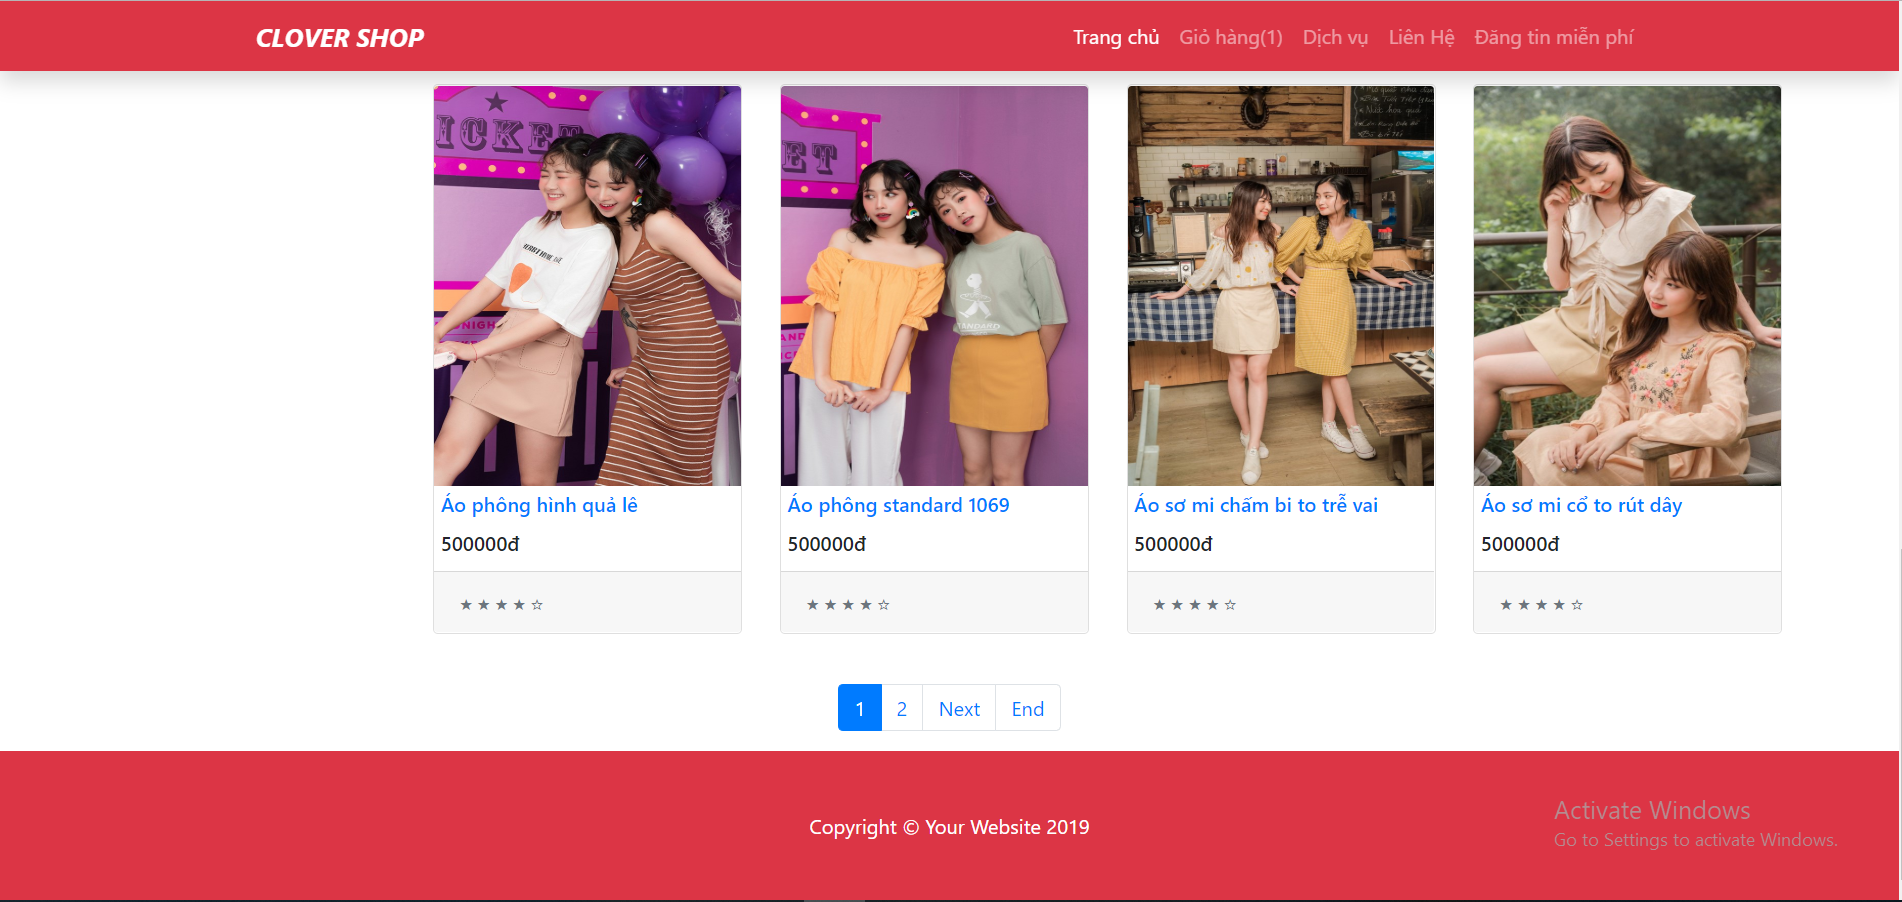 CLOVER SHOP
Trang chủ Giỏ hàng(1) Dịch vụ Liên Hệ Đăng tin miễn phí
ICKET
ET
STANDARD
Áo phông hình quả lê
500000đ
★ ★ ★ ★ ☆
Áo phông standard 1069
500000đ
★ ★ ★ ★ ☆
Áo sơ mi chấm bi to trễ vai
500000đ
★ ★ ★ ★ ☆
Áo sơ mi cổ to rút dây
500000đ
★ ★ ★ ★ ☆
1 2 Next End
Copyright © Your Website 2019
Activate Windows
Go to Settings to activate Windows.